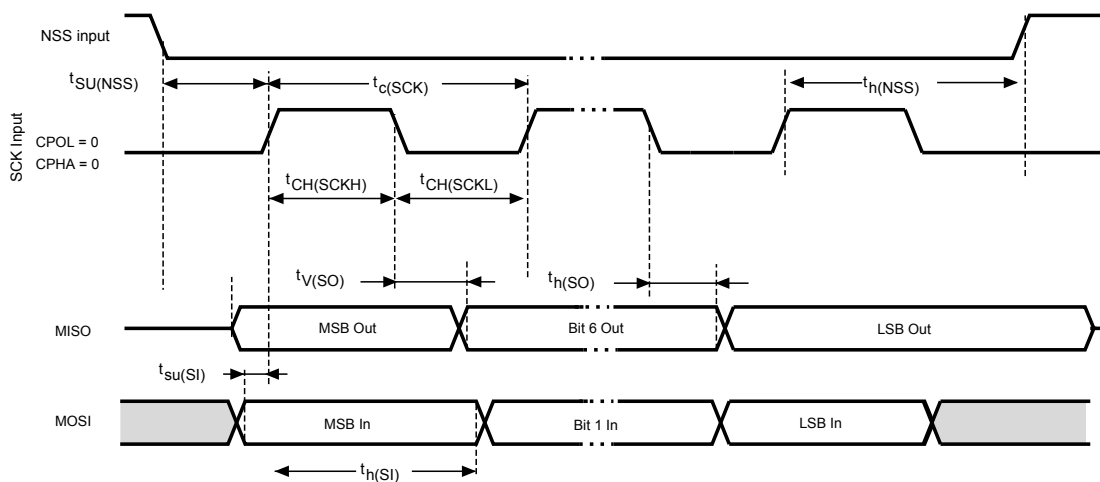 NSS input
tSU(NSS)
tc(SCK)
th(NSS)
SCK Input
CPOL = 0
CPHA = 0
tCH(SCKH)
tCH(SCKL)
tV(SO)
th(SO)
MISO
MSB Out
Bit 6 Out
LSB Out
tsu(SI)
MOSI
MSB In
Bit 1 In
LSB In
th(SI)